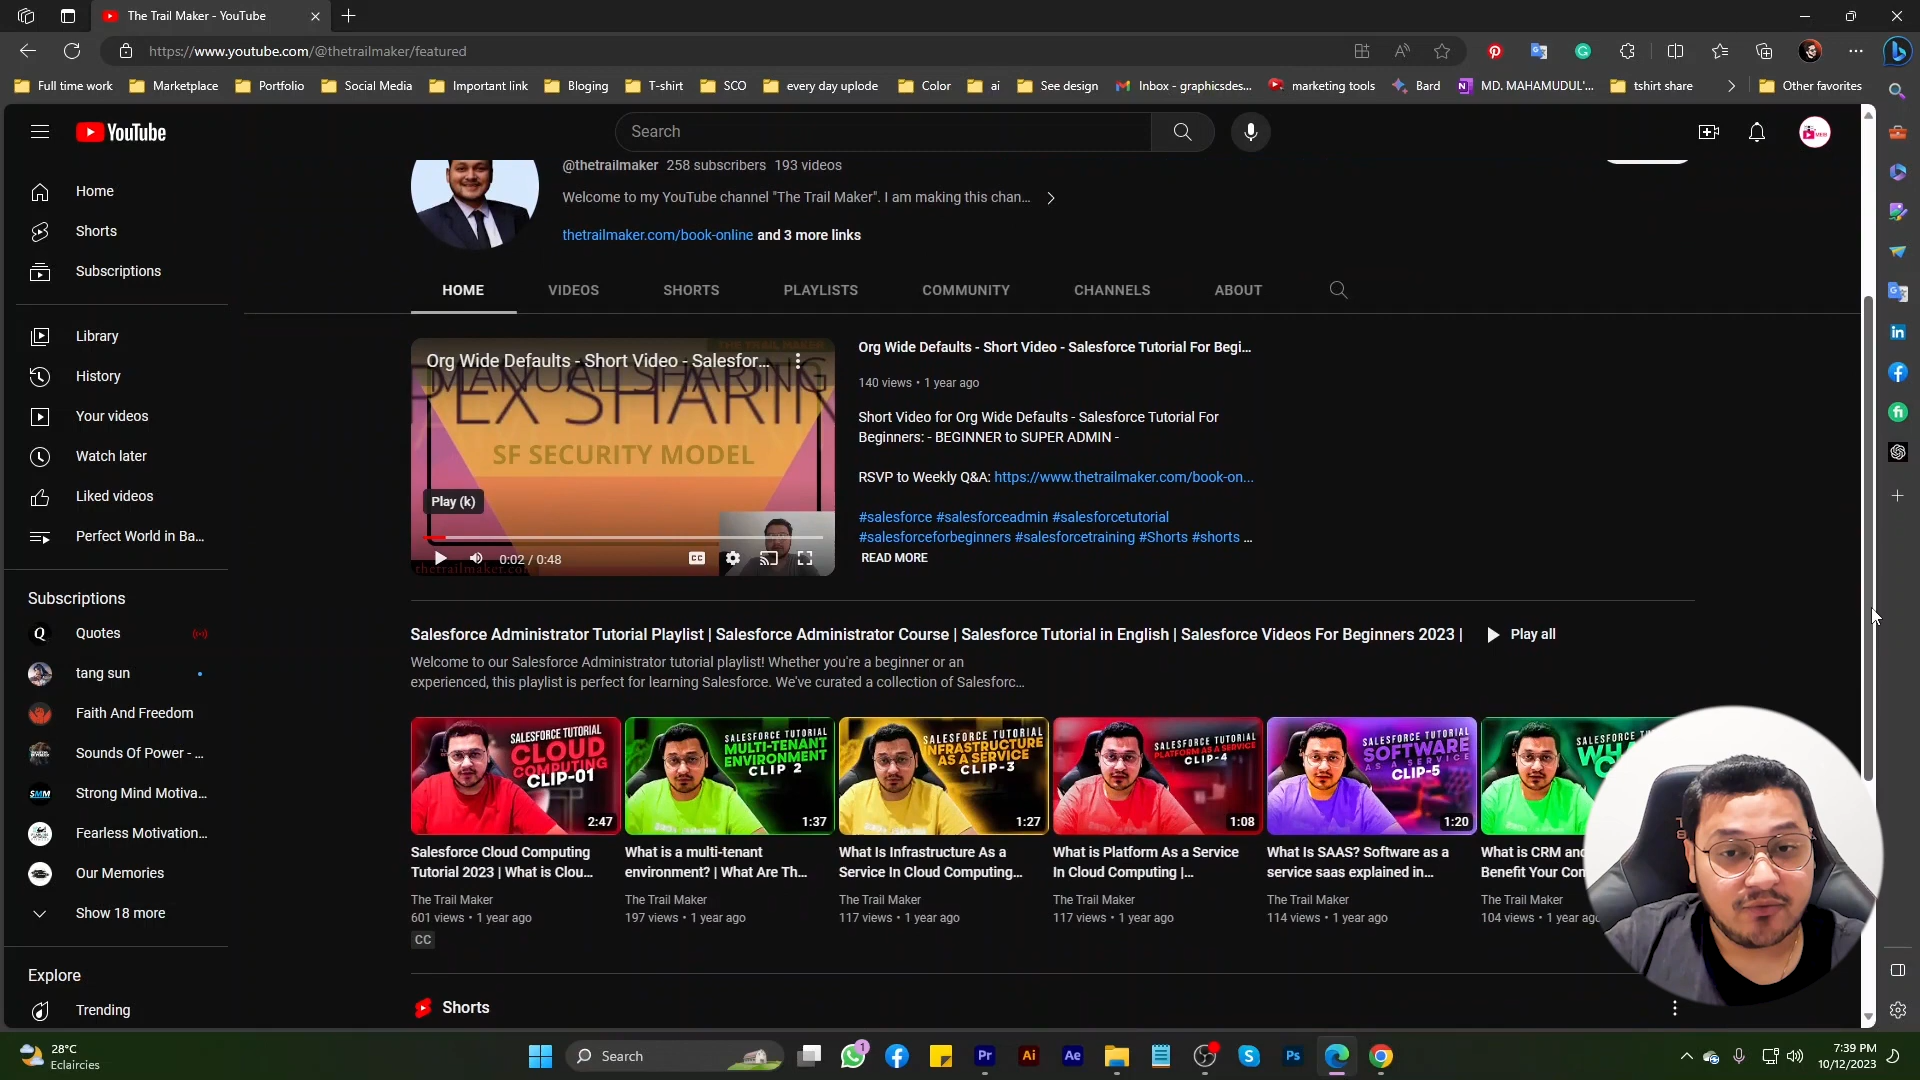 The Trail Maker - YouTube
https://www.youtube.com/@thetrailmaker/featured
Full time work
Marketplace
Portfolio
Social Media
Important link
Bloging
T-shirt
SCO
every day uplode
Color
ai
See design
Inbox - graphicsdes...
marketing tools
Bard
MD. MAHAMUDUL'...
tshirt share
Other favorites
YouTube
Search
Home
Shorts
Subscriptions
Library
History
Your videos
Watch later
Liked videos
Perfect World in Ba...
Subscriptions
Quotes
tang sun
Faith And Freedom
Sounds Of Power - ...
Strong Mind Motiva...
Fearless Motivation...
Our Memories
Show 18 more
Explore
Trending
@thetrailmaker 258 subscribers 193 videos
Welcome to my YouTube channel "The Trail Maker". I am making this chan...
thetrailmaker.com/book-online and 3 more links
HOME
VIDEOS
SHORTS
PLAYLISTS
COMMUNITY
CHANNELS
ABOUT
Org Wide Defaults - Short Video - Salesfor...
MANUAL SHARING
PEX SHARIN
SF SECURITY MODEL
Play (k)
0:02 / 0:48
CC
thetrailmaker.com
Org Wide Defaults - Short Video - Salesforce Tutorial For Begi...
140 views • 1 year ago
Short Video for Org Wide Defaults - Salesforce Tutorial For
Beginners: - BEGINNER to SUPER ADMIN -
RSVP to Weekly Q&A: https://www.thetrailmaker.com/book-on...
#salesforce #salesforceadmin #salesforcetutorial
#salesforceforbeginners #salesforcetraining #Shorts #shorts ...
READ MORE
Salesforce Administrator Tutorial Playlist | Salesforce Administrator Course | Salesforce Tutorial in English | Salesforce Videos For Beginners 2023 |
Play all
Welcome to our Salesforce Administrator tutorial playlist! Whether you're a beginner or an
experienced, this playlist is perfect for learning Salesforce. We've curated a collection of Salesforc...
SALESFORCE TUTORIAL
CLOUD
COMPUTING
CLIP-01
2:47
Salesforce Cloud Computing
Tutorial 2023 | What is Clou...
The Trail Maker
601 views • 1 year ago
CC
SALESFORCE TUTORIAL
MULTI-TENANT
ENVIRONMENT
CLIP 2
1:37
What is a multi-tenant
environment? | What Are Th...
The Trail Maker
197 views • 1 year ago
SALESFORCE TUTORIAL
INFRASTRUCTURE
AS A SERVICE
CLIP-3
1:27
What Is Infrastructure As a
Service In Cloud Computing...
The Trail Maker
117 views • 1 year ago
SALESFORCE TUTORIAL
PLATFORM AS A SERVICE
CLIP-4
1:08
What is Platform As a Service
In Cloud Computing |...
The Trail Maker
117 views • 1 year ago
SALESFORCE TUTORIAL
SOFTWARE
AS A SERVICE
CLIP-5
1:20
What Is SAAS? Software as a
service saas explained in...
The Trail Maker
114 views • 1 year ago
What is CRM and
Benefit Your Con
The Trail Maker
104 views • 1 year ago
Shorts
28°C
Eclaircies
Search
1
Pr
Ai
Ae
Ps
7:39 PM
10/12/2023